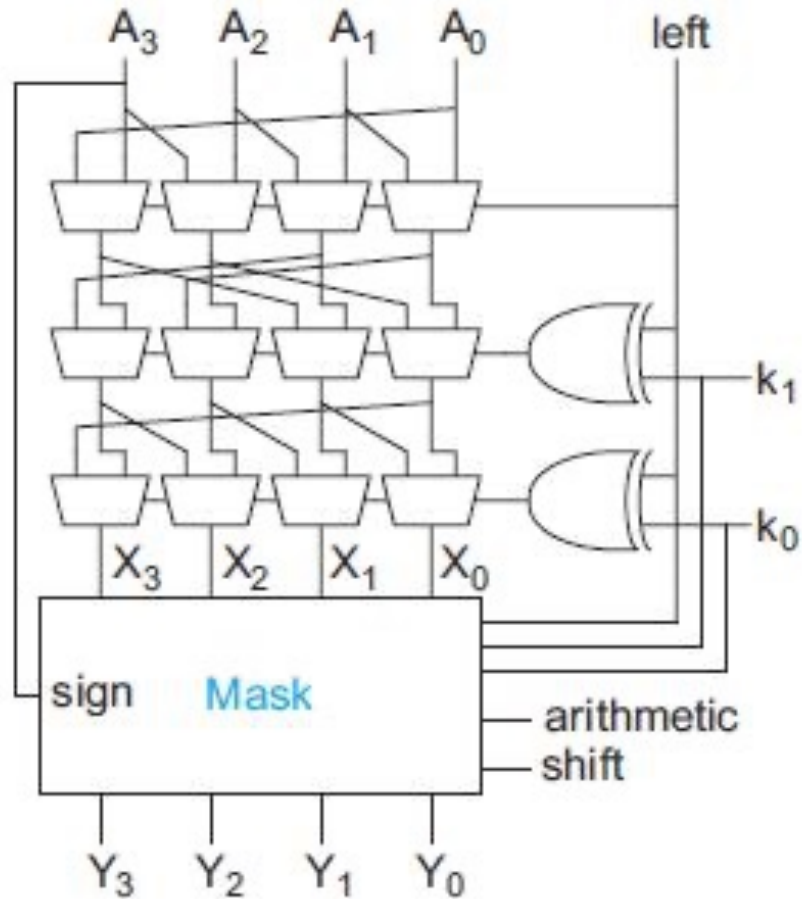 A3 A2 A1 A0 left
k1
k0
X3 X2 X1 X0
sign Mask
arithmetic
shift
Y3 Y2 Y1 Y0